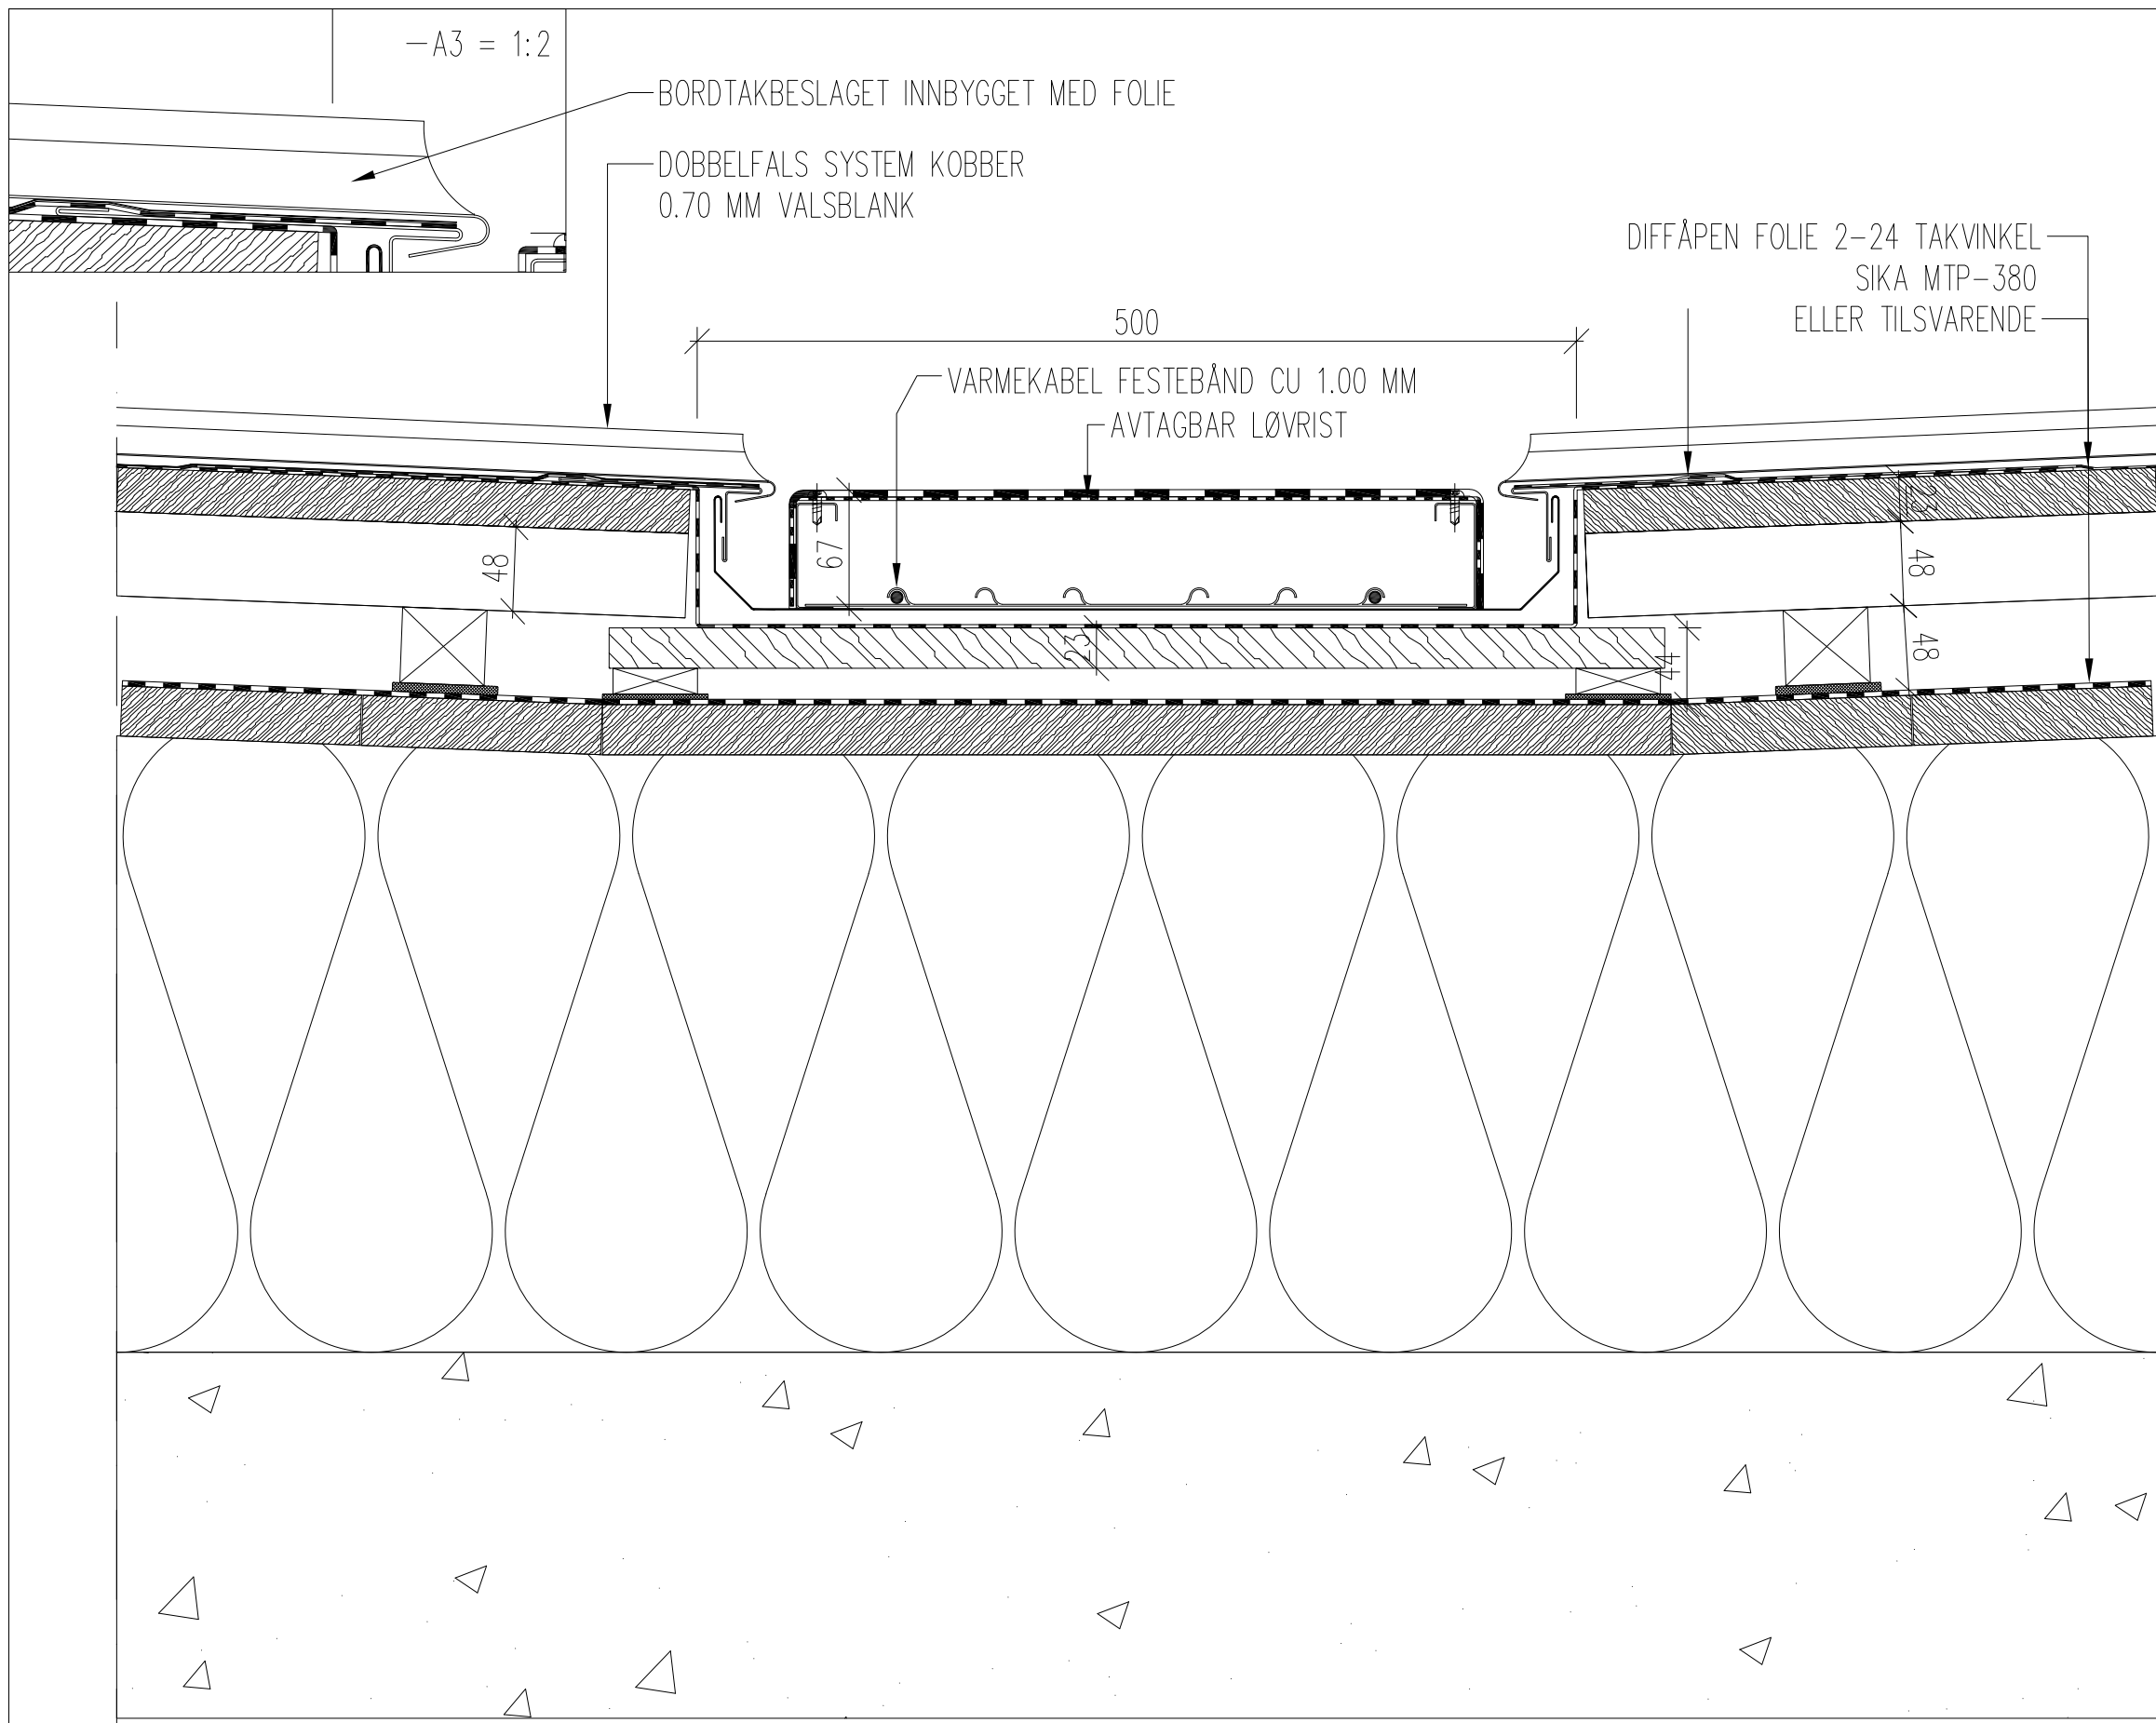 -A3 = 1:2
BORDTAKBESLAGET INNBYGGET MED FOLIE
DOBBELFALS SYSTEM KOBBER
0.70 MM VALSBLANK
DIFFÅPEN FOLIE 2-24 TAKVINKEL
SIKA MTP-380
ELLER TILSVARENDE
500
VARMEKABEL FESTEBÅND CU 1.00 MM
AVTAGBAR LØVRIST
23
48
67
48
23
44
48